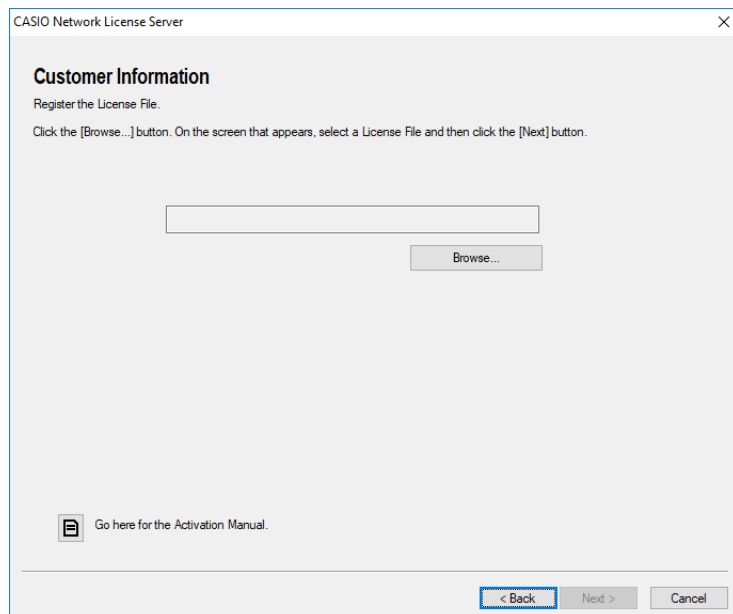 CASIO Network License Server
Customer Information
Register the License File.
Click the [Browse...] button. On the screen that appears, select a License File and then click the [Next] button.
Browse...
Go here for the Activation Manual.
< Back Next > Cancel